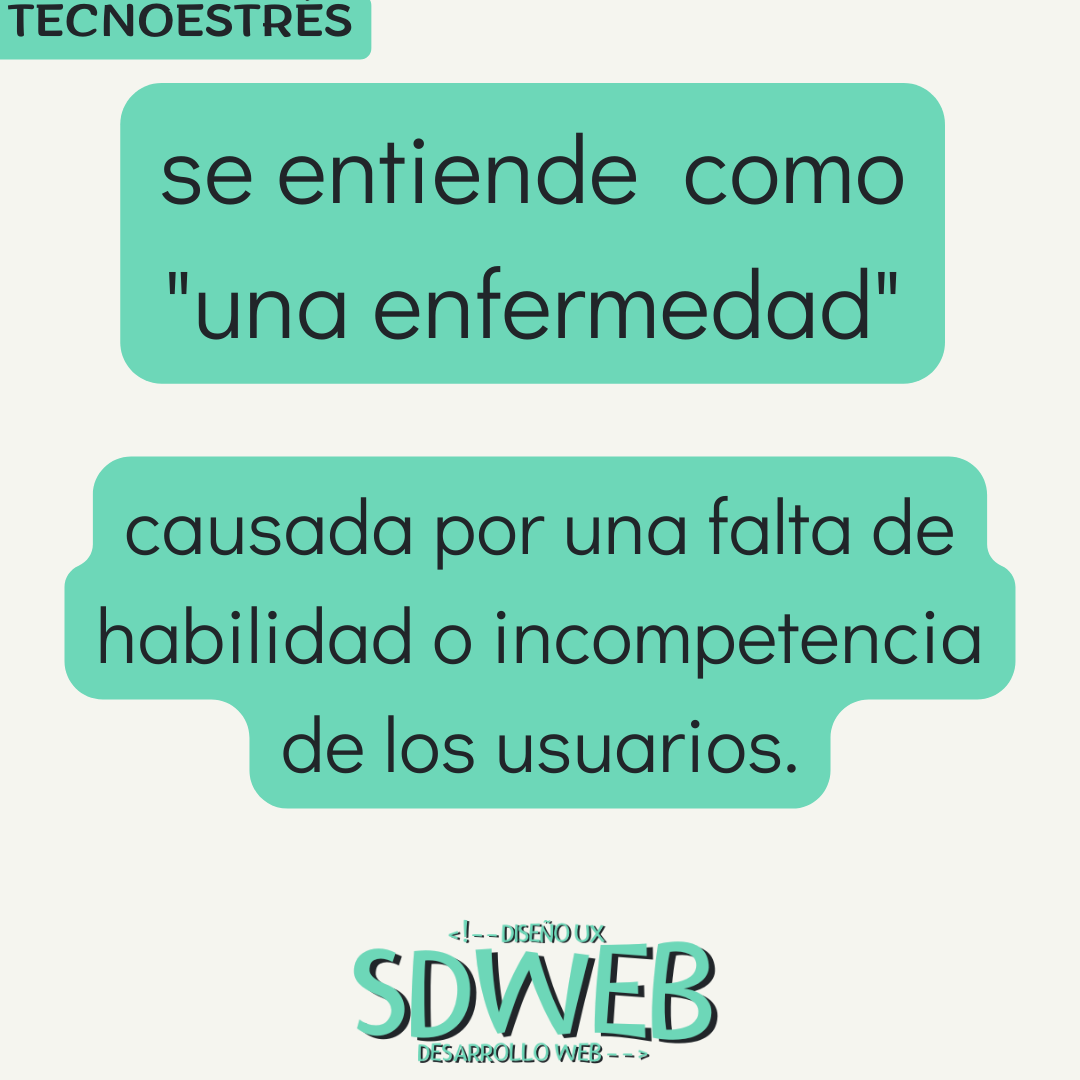 TECNOESTRÉS
se entiende  como
"una enfermedad"
causada por una falta de
habilidad o incompetencia
de los usuarios.
<!--DISEÑO UX
SDWEB
DESARROLLO WEB-->